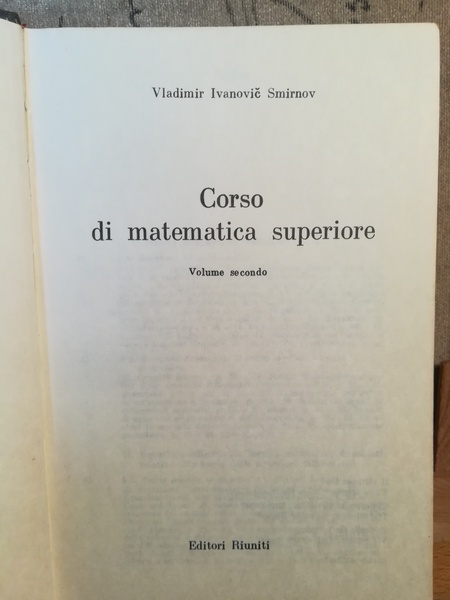 Vladimir Ivanovič Smirnov
Corso
di matematica superiore
Volume secondo
Editori Riuniti